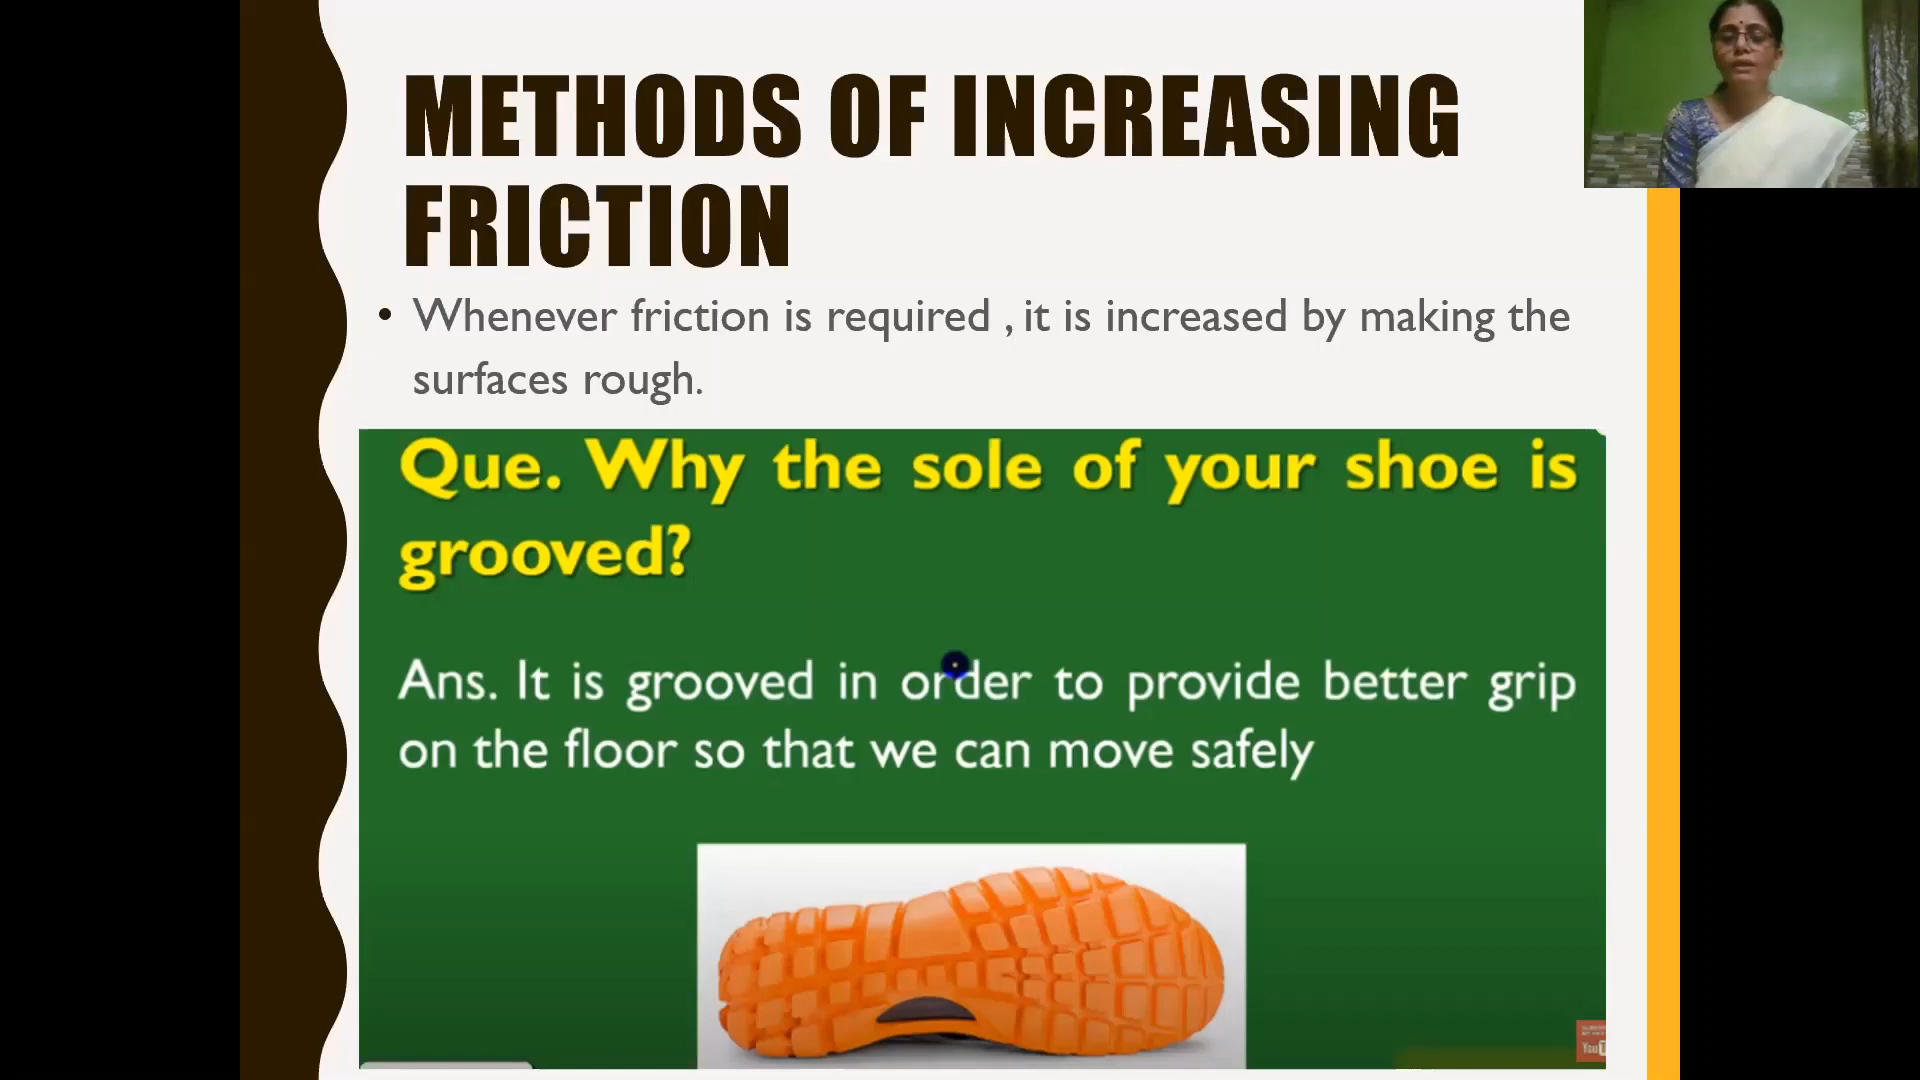 METHODS OF INCREASING
FRICTION
• Whenever friction is required , it is increased by making the
surfaces rough.
Que. Why the sole of your shoe is
grooved?
Ans. It is grooved in order to provide better grip
on the floor so that we can move safely